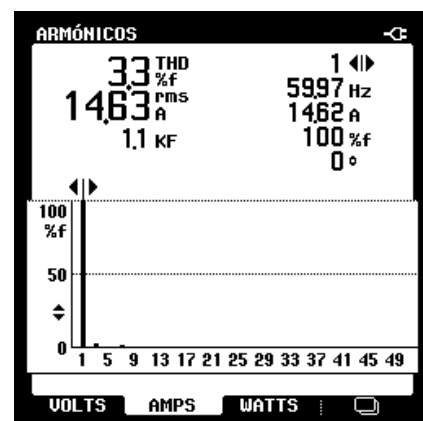 ARMÓNICOS
3,3 THD %f
14,63 rms A
1,1 KF
1
59,97 Hz
14,62 A
100 %f
0 °
100
%f
50
0
1 5 9 13 17 21 25 29 33 37 41 45 49
VOLTS AMPS WATTS